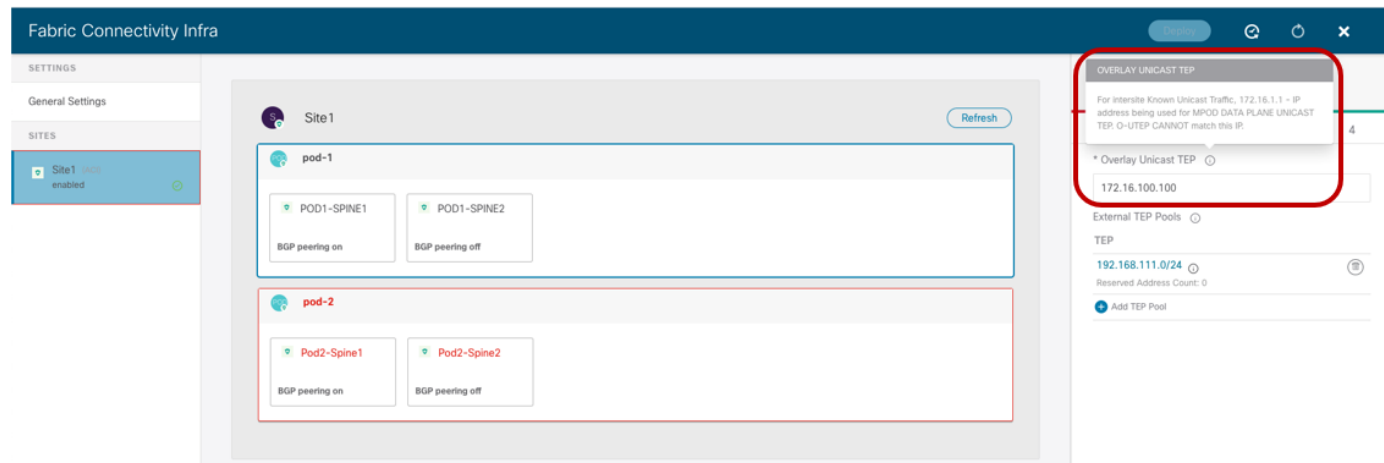 Fabric Connectivity Infra
Deploy
SETTINGS
General Settings
SITES
Site1
enabled
Site1
Refresh
pod-1
POD1-SPINE1
BGP peering on
POD1-SPINE2
BGP peering off
pod-2
Pod2-Spine1
BGP peering on
Pod2-Spine2
BGP peering off
OVERLAY UNICAST TEP
For Intersite Known Unicast Traffic, 172.16.1.1 - IP
address being used for MPOD DATA PLANE UNICAST
TEP. O-UTEP CANNOT match this IP.
4
* Overlay Unicast TEP
172.16.100.100
External TEP Pools
TEP
192.168.111.0/24
Reserved Address Count: 0
Add TEP Pool